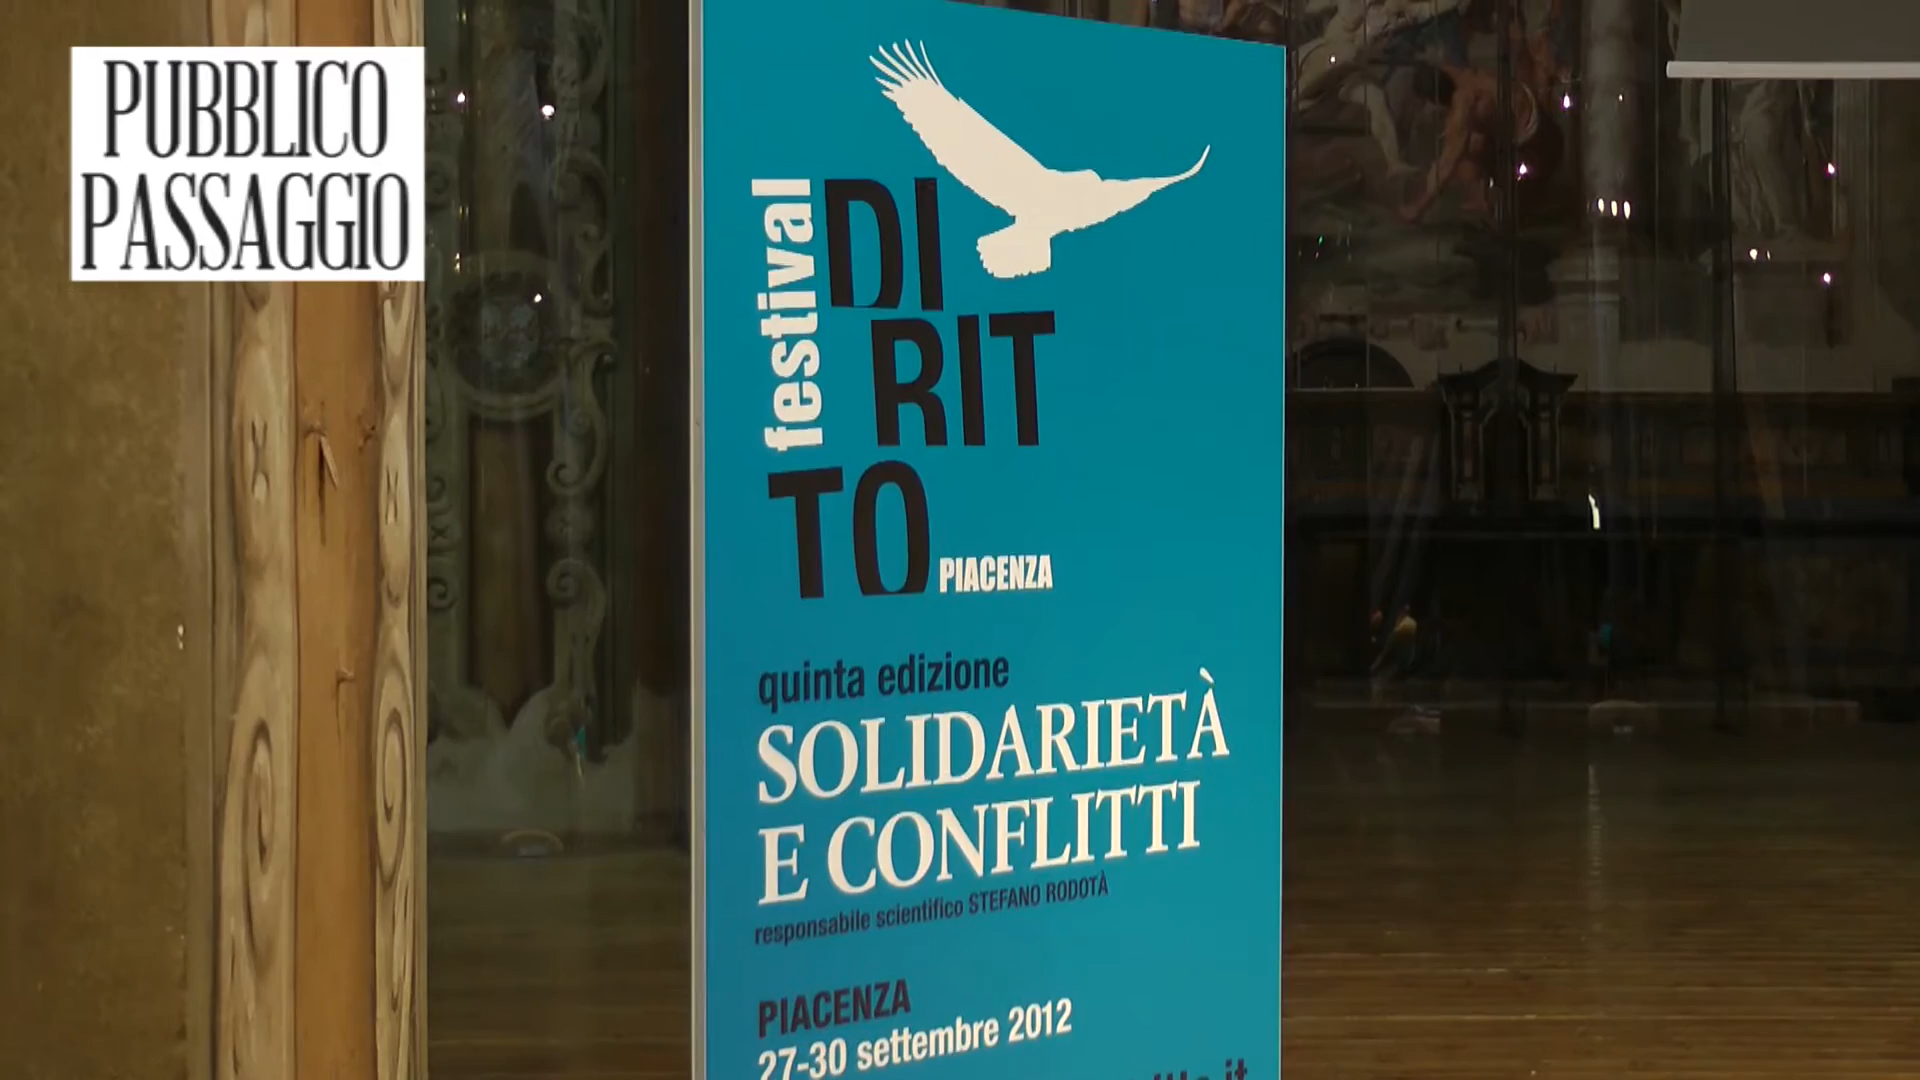 PUBBLICO
PASSAGGIO
festival
DI
RIT
TO
PIACENZA
quinta edizione
SOLIDARIETÀ
E CONFLITTI
responsabile scientifico STEFANO RODOTÀ
PIACENZA
27-30 settembre 2012